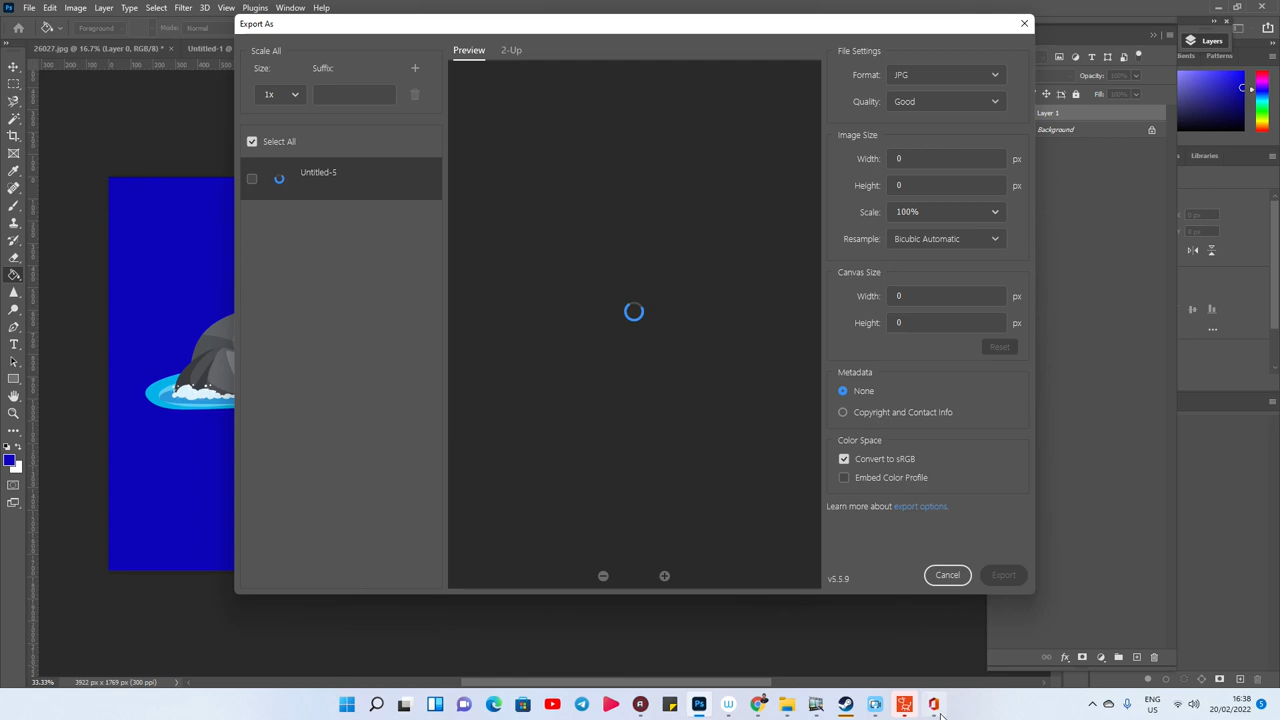 Ps File Edit Image Layer Type Select Filter 3D View Plugins Window Help
Foreground Mode: Normal
Export As
26027.jpg @ 16.7% (Layer 0, RGB/8) * × Untitled-1 @
Scale All
Size: Suffix: +
1x
Select All
Untitled-5
Preview 2-Up
File Settings
Format: JPG
Quality: Good
Image Size
Width: 0 px
Height: 0 px
Scale: 100%
Resample: Bicubic Automatic
Canvas Size
Width: 0 px
Height: 0 px
Reset
Metadata
None
Copyright and Contact Info
Color Space
Convert to sRGB
Embed Color Profile
Learn more about export options.
v5.5.9 Cancel Export
Layers
Patterns
Opacity: 100%
Fill: 100%
Layer 1
Background
Libraries
0 px
0 px
fx
33.33% 3922 px x 1769 px (300 ppi)
ENG
US
16:38
20/02/2022